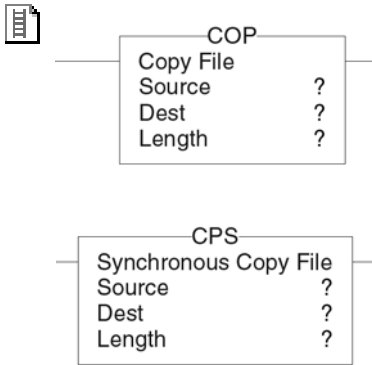 COP
Copy File
Source ?
Dest ?
Length ?
CPS
Synchronous Copy File
Source ?
Dest ?
Length ?